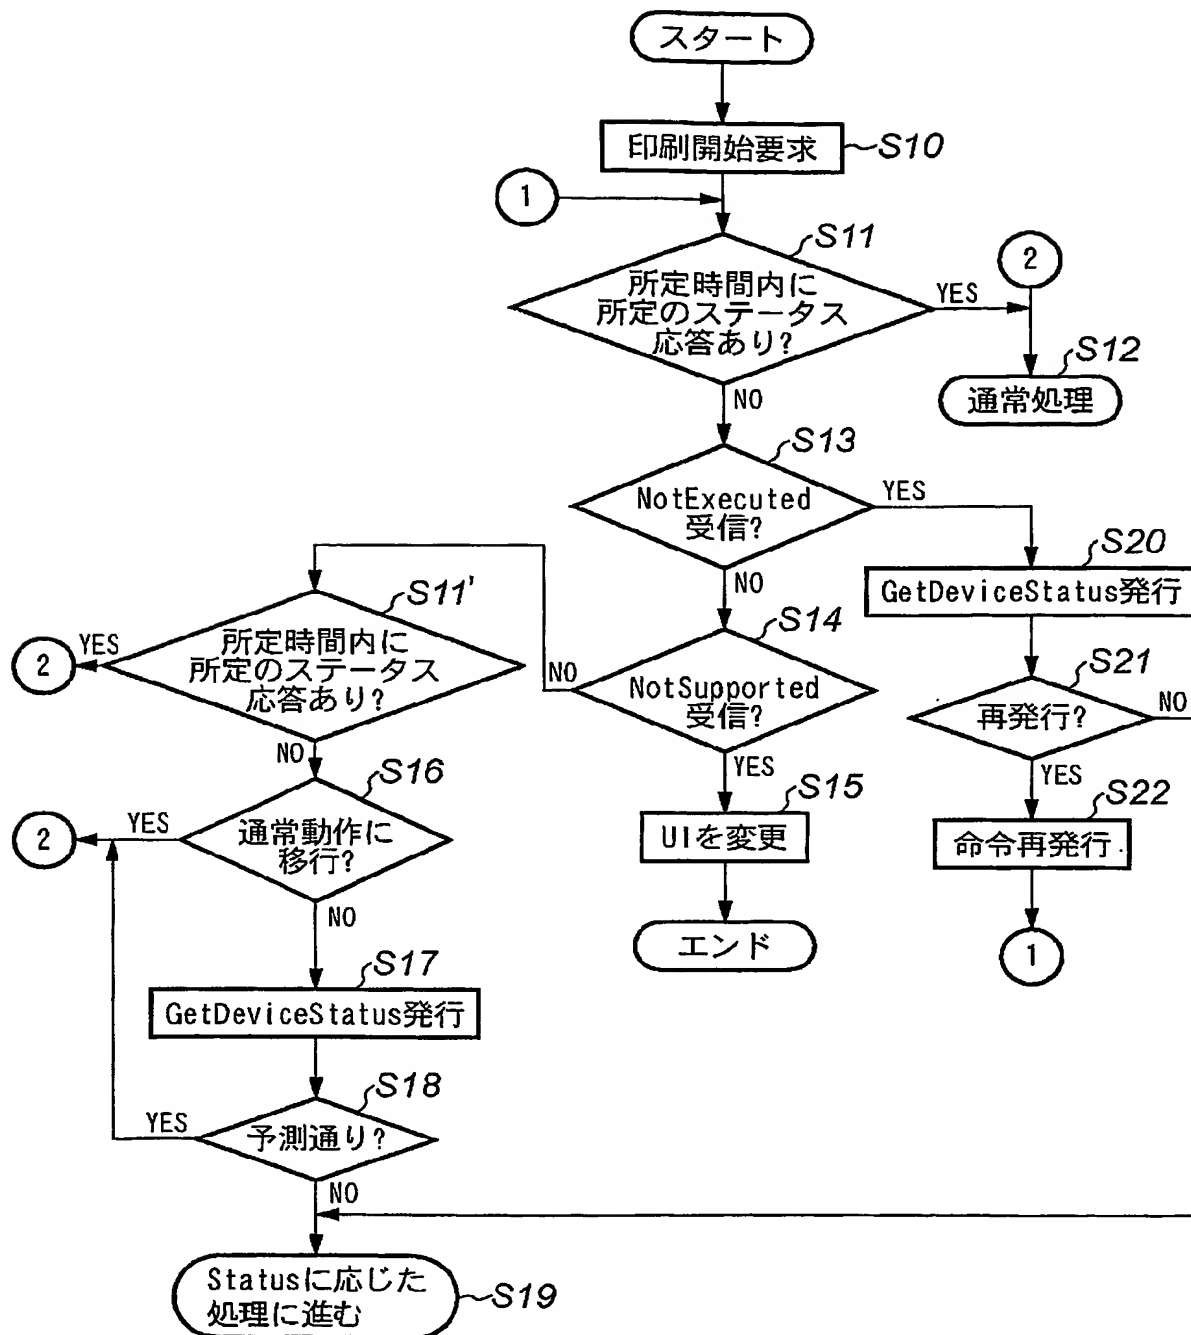 スタート
印刷開始要求
S10
1
S11
所定時間内に
所定のステータス
応答あり?
YES
2
S12
通常処理
NO
S13
NotExecuted
受信?
YES
S20
GetDeviceStatus発行
NO
S11'
所定時間内に
所定のステータス
応答あり?
YES
2
S14
NotSupported
受信?
NO
S21
再発行?
NO
NO
YES
S15
UIを変更
YES
S22
命令再発行
S16
通常動作に
移行?
YES
2
エンド
1
NO
S17
GetDeviceStatus発行
S18
予測通り?
YES
NO
Statusに応じた
処理に進む
S19